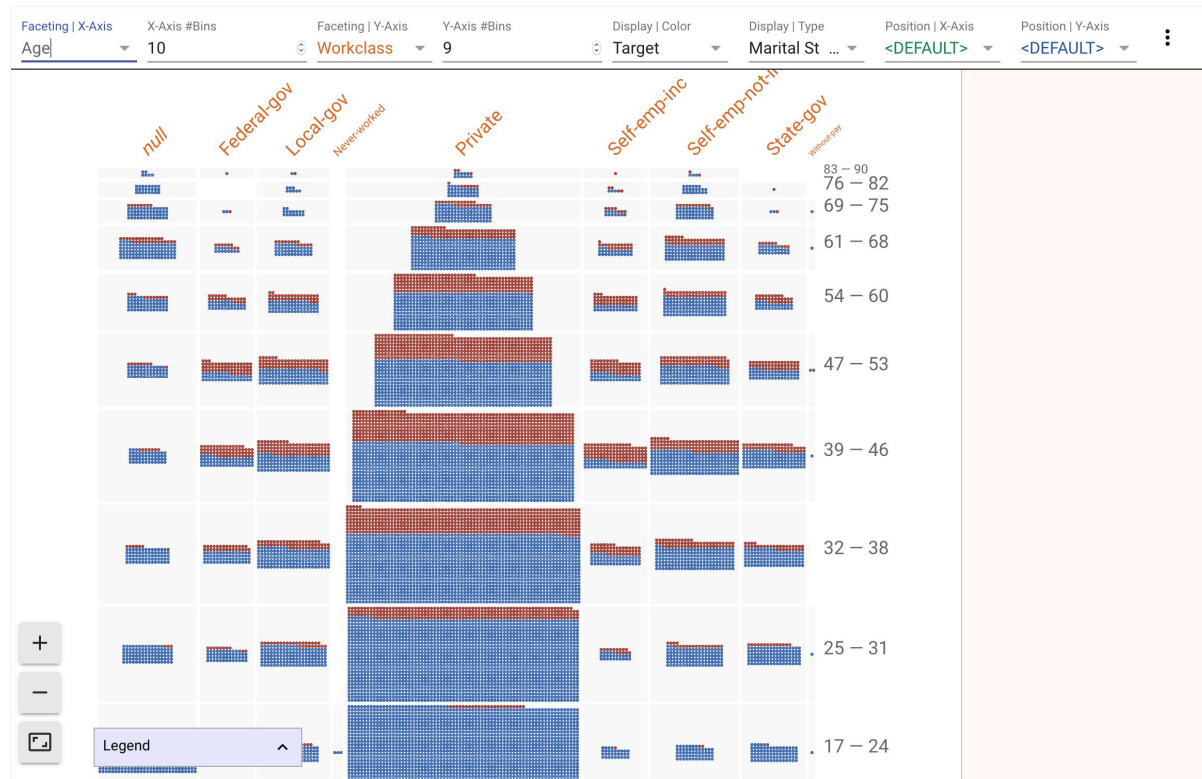 Faceting | X-Axis
X-Axis #Bins
Faceting | Y-Axis
Y-Axis #Bins
Display | Color
Display | Type
Position | X-Axis
Position | Y-Axis
Age
10
Workclass
9
Target
Marital St ...
<DEFAULT>
<DEFAULT>
null
Federal-gov
Local-gov
Never-worked
Private
Self-emp-inc
Self-emp-not-i
State-gov
Without-pay
83 – 90
76 – 82
69 – 75
61 – 68
54 – 60
47 – 53
39 – 46
32 – 38
25 – 31
17 – 24
+
−
Legend